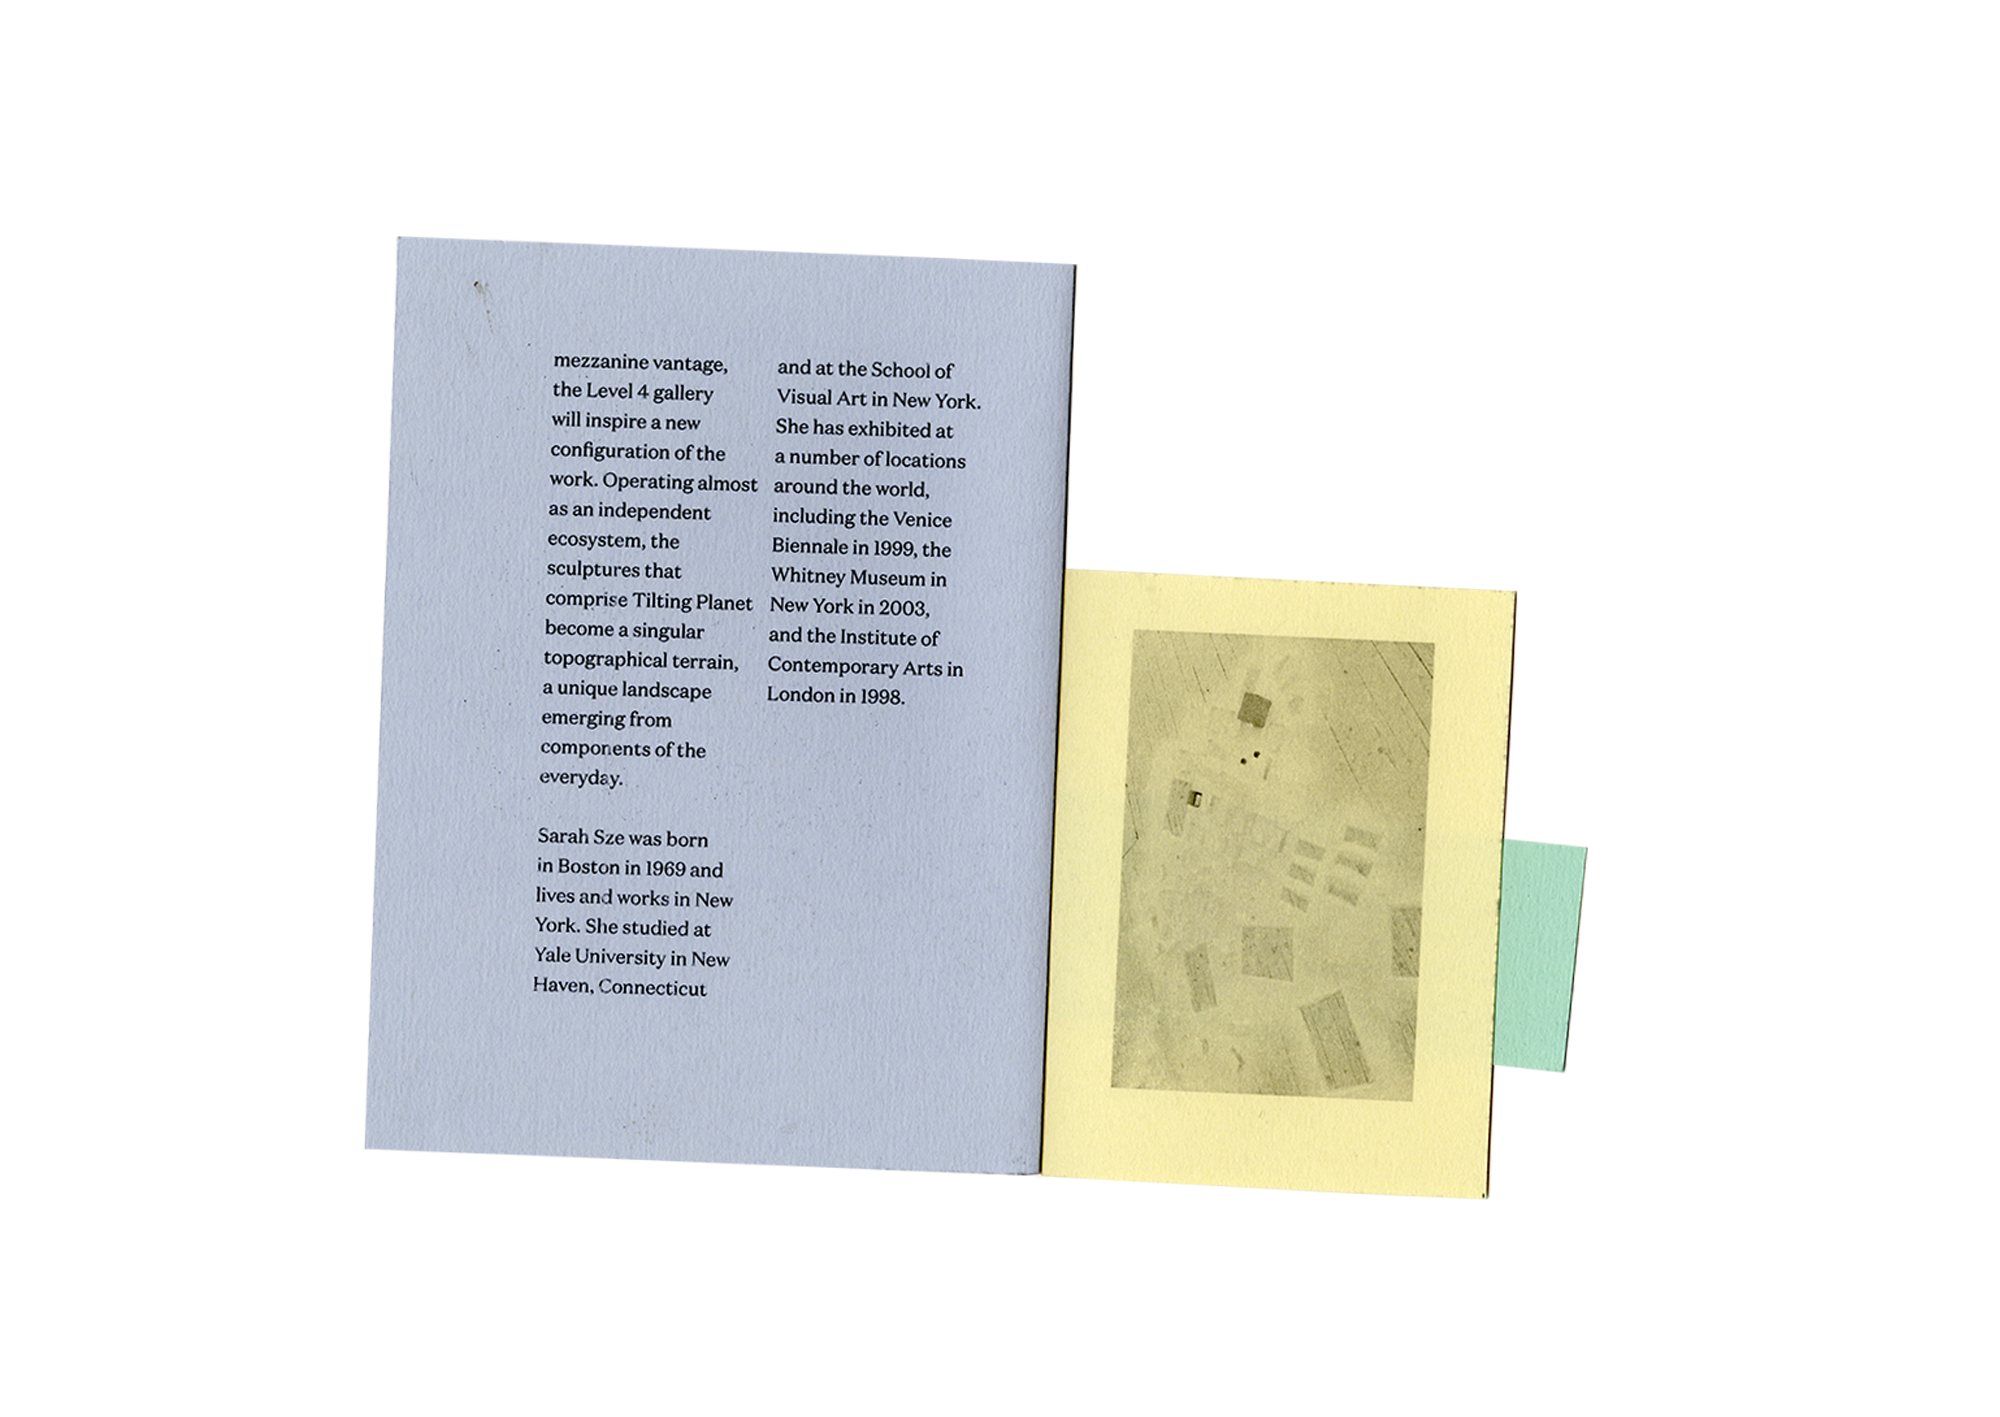 mezzanine vantage,
the Level 4 gallery
will inspire a new
configuration of the
work. Operating almost
as an independent
ecosystem, the
sculptures that
comprise Tilting Planet
become a singular
topographical terrain,
a unique landscape
emerging from
components of the
everyday.
Sarah Sze was born
in Boston in 1969 and
lives and works in New
York. She studied at
Yale University in New
Haven, Connecticut
and at the School of
Visual Art in New York.
She has exhibited at
a number of locations
around the world,
including the Venice
Biennale in 1999, the
Whitney Museum in
New York in 2003,
and the Institute of
Contemporary Arts in
London in 1998.